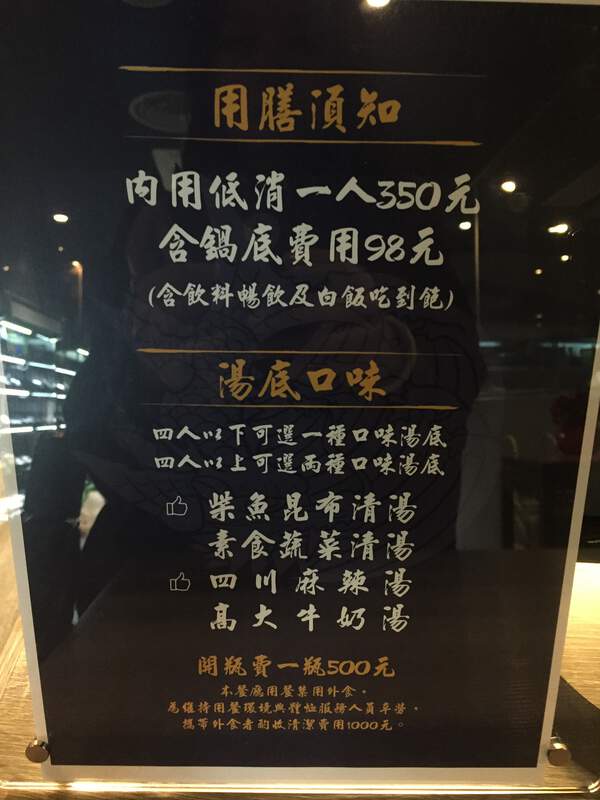 用膳須知
內用低消一人350元
含鍋底費用98元
(含飲料暢飲及白飯吃到飽)
湯底口味
四人以下可選一種口味湯底
四人以上可選兩種口味湯底
柴魚昆布清湯
素食蔬菜清湯
四川麻辣湯
高大牛奶湯
開瓶費一瓶500元
本餐廳用餐禁用外食。
為維持用餐環境與體恤服務人員辛勞，
攜帶外食者酌收清潔費用1000元。